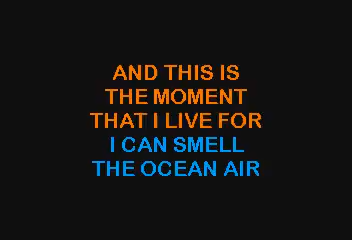 AND THIS IS
THE MOMENT
THAT I LIVE FOR
I CAN SMELL
THE OCEAN AIR